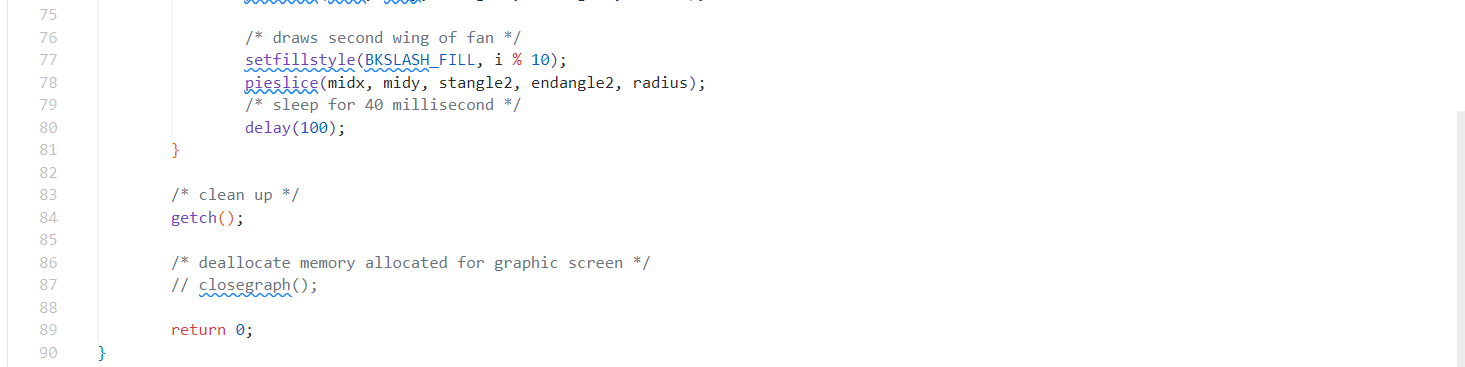 75
76 /* draws second wing of fan */
77 setfillstyle(BKSLASH_FILL, i % 10);
78 pieslice(midx, midy, stangle2, endangle2, radius);
79 /* sleep for 40 millisecond */
80 delay(100);
81 }
82
83 /* clean up */
84 getch();
85
86 /* deallocate memory allocated for graphic screen */
87 // closegraph();
88
89 return 0;
90 }